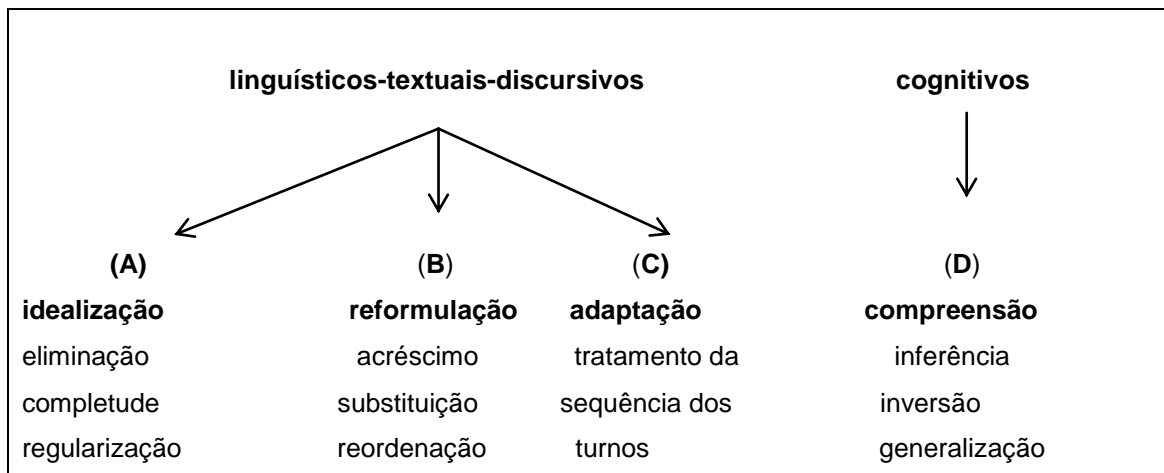 linguísticos-textuais-discursivos cognitivos
(A) (B) (C) (D)
idealização reformulação adaptação compreensão
eliminação acréscimo tratamento da inferência
completude substituição sequência dos inversão
regularização reordenação turnos generalização